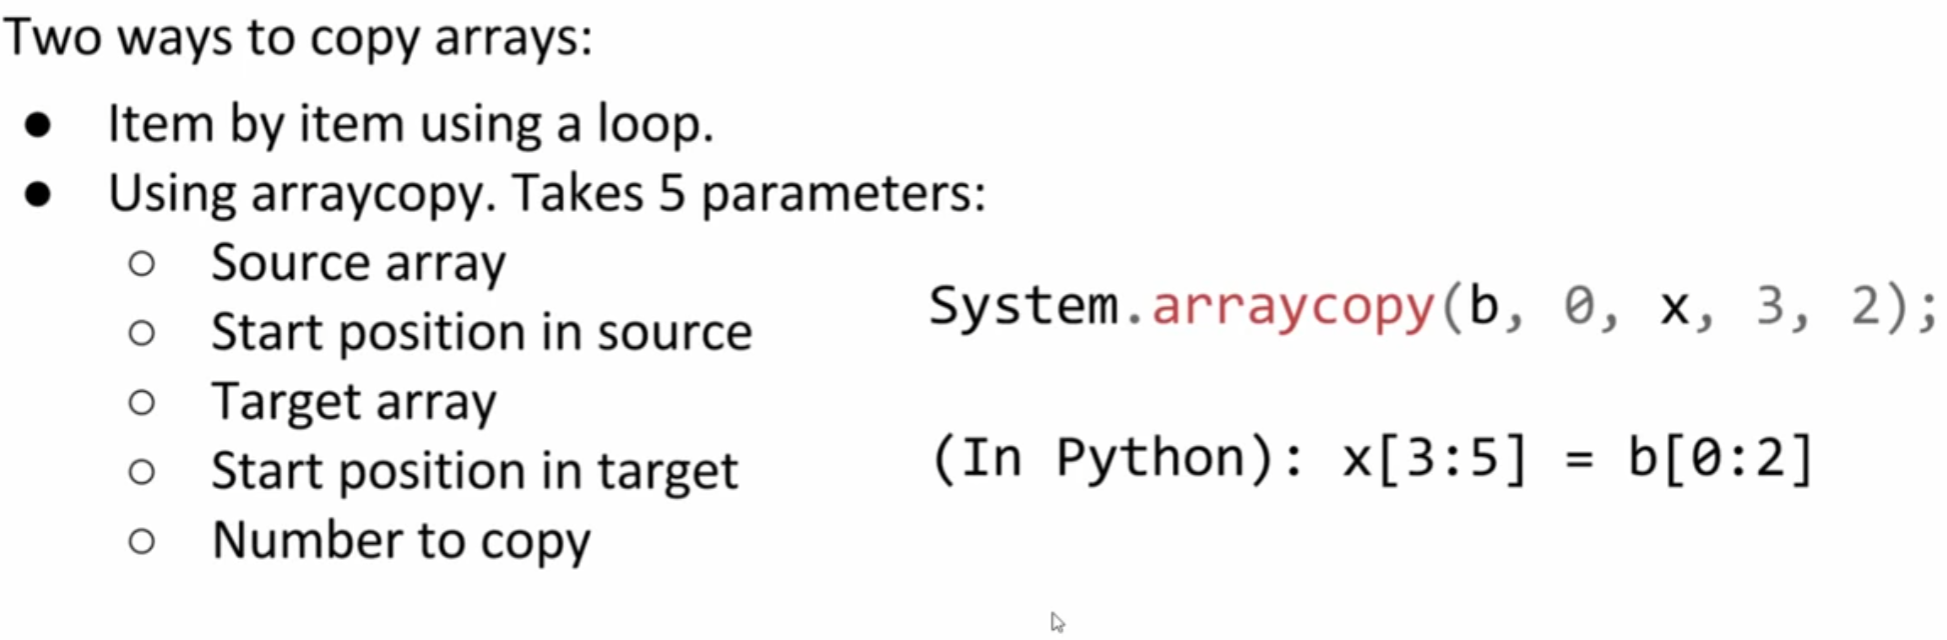 Two ways to copy arrays:
● Item by item using a loop.
● Using arraycopy. Takes 5 parameters:
○ Source array
○ Start position in source
○ Target array
○ Start position in target
○ Number to copy
System.arraycopy(b, 0, x, 3, 2);
(In Python): x[3:5] = b[0:2]